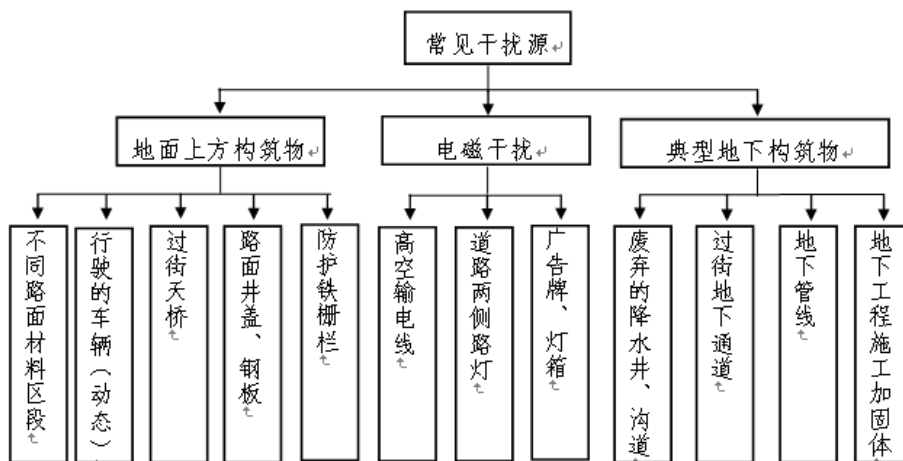 常见干扰源
地面上方构筑物
电磁干扰
典型地下构筑物
不同路面材料区段
行驶的车辆（动态）
过街天桥
路面井盖、钢板
防护铁栅栏
高空输电线
道路两侧路灯
广告牌、灯箱
废弃的降水井、沟道
过街地下通道
地下管线
地下工程施工加固体